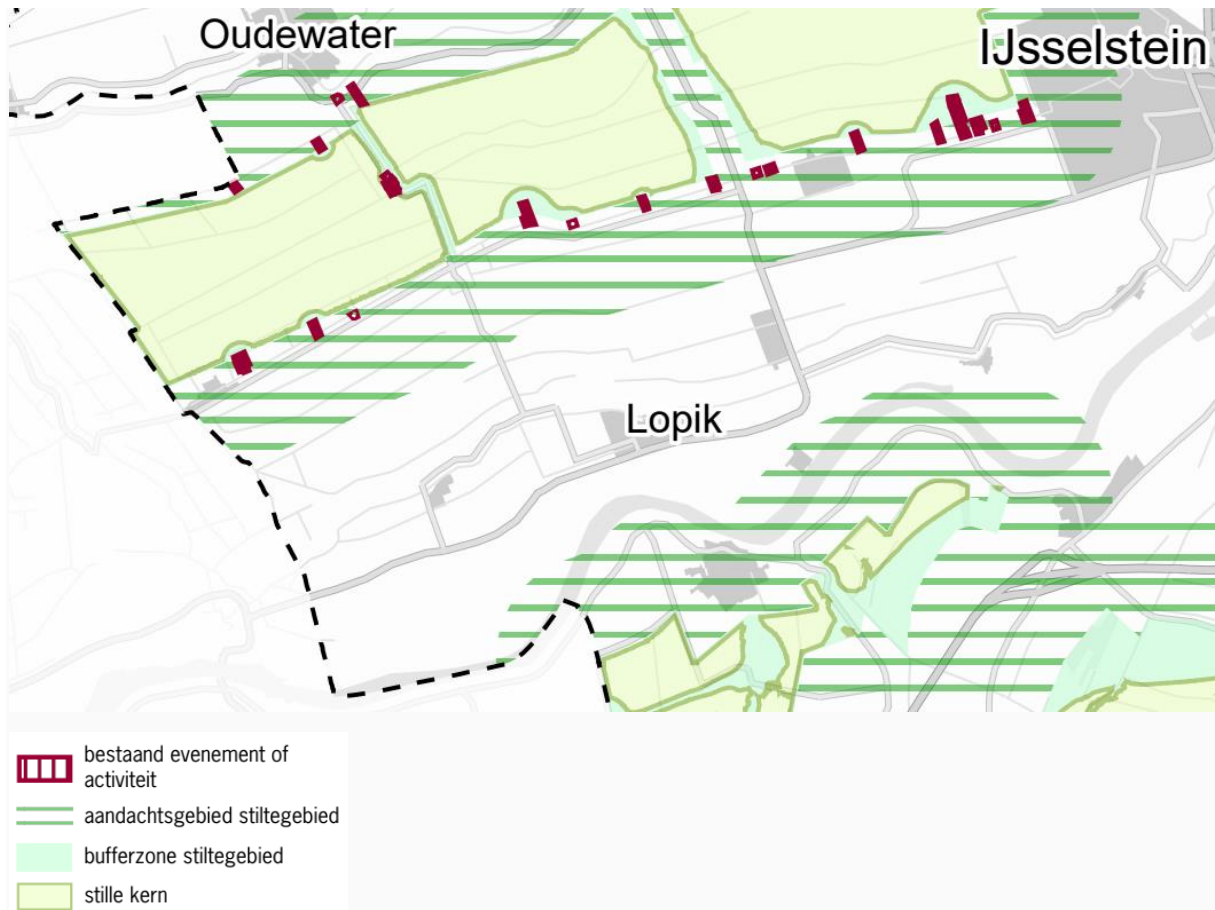 Oudewater
IJsselstein
Lopik
bestaand evenement of
activiteit
aandachtsgebied stiltegebied
bufferzone stiltegebied
stille kern